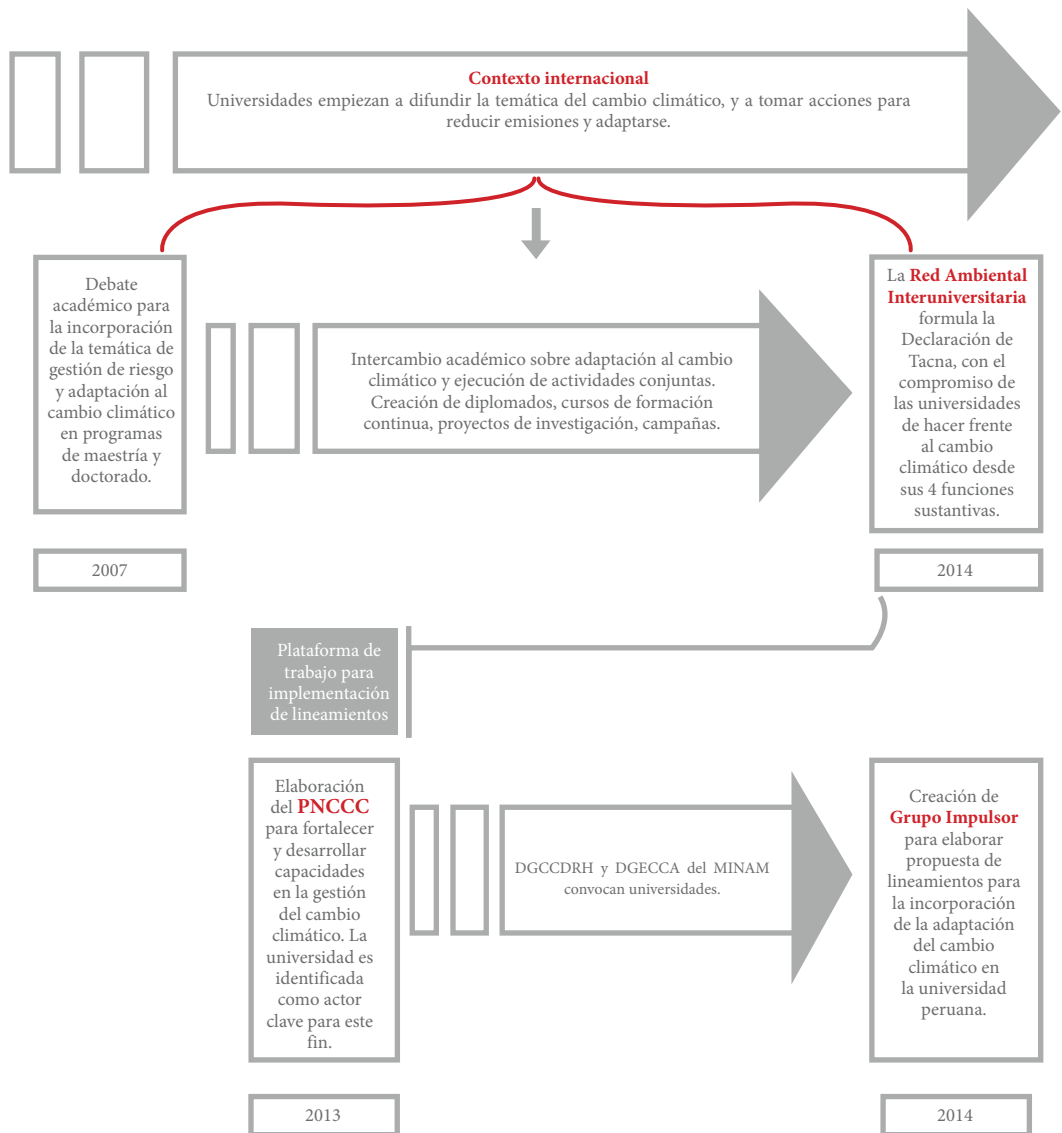 Contexto internacional
Universidades empiezan a difundir la temática del cambio climático, y a tomar acciones para
reducir emisiones y adaptarse.
Debate
académico para
la incorporación
de la temática de
gestión de riesgo
y adaptación al
cambio climático
en programas
de maestría y
doctorado.
2007
Intercambio académico sobre adaptación al cambio
climático y ejecución de actividades conjuntas.
Creación de diplomados, cursos de formación
continua, proyectos de investigación, campañas.
La Red Ambiental
Interuniversitaria
formula la
Declaración de
Tacna, con el
compromiso de
las universidades
de hacer frente
al cambio
climático desde
sus 4 funciones
sustantivas.
2014
Plataforma de
trabajo para
implementación
de lineamientos
Elaboración
del PNCCC
para fortalecer
y desarrollar
capacidades
en la gestión
del cambio
climático. La
universidad es
identificada
como actor
clave para este
fin.
2013
DGCCDRH y DGECCA del MINAM
convocan universidades.
Creación de
Grupo Impulsor
para elaborar
propuesta de
lineamientos para
la incorporación
de la adaptación
del cambio
climático en
la universidad
peruana.
2014